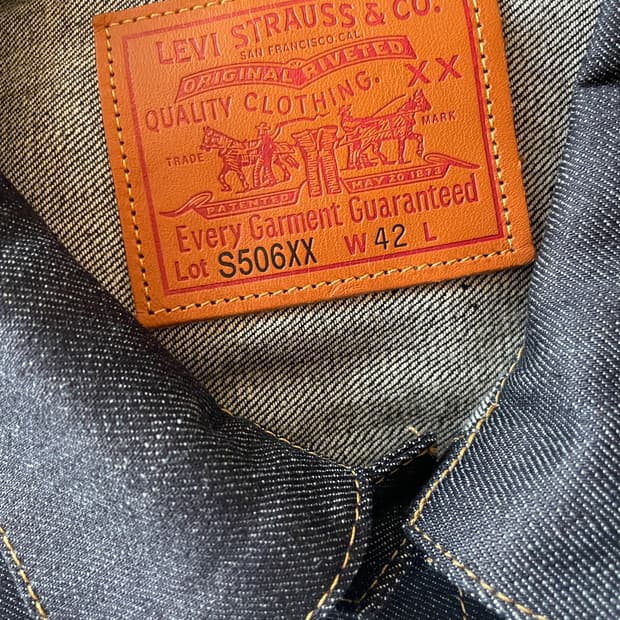 LEVI STRAUSS & CO.
SAN FRANCISCO, CAL
ORIGINAL RIVETED
QUALITY CLOTHING. XX
TRADE MARK
PATENTED MAY 20 1873
Every Garment Guaranteed
Lot S506XX W 42 L